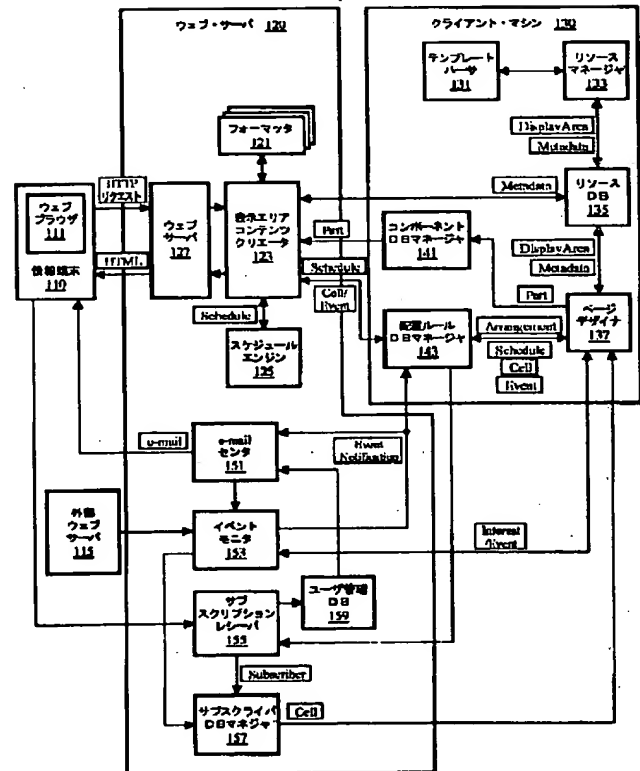 ウェブ・サーバ 120
クライアント・マシン 130
テンプレート
パーサ
131
リソース
マネージャ
133
フォーマッタ
121
DisplayArea
Metadata
HTTP
リクエスト
ウェブ
ブラウザ
111
情報端末
110
HTML
ウェブ
サーバ
127
表示エリア
コンテンツ
クリエータ
123
Metadata
リソース
DB
135
Part
コンポーネント
DBマネージャ
141
DisplayArea
Metadata
Schedule
Cell/
Event
Part
ページ
デザイナ
137
Schedule
スケジュール
エンジン
125
配置ルール
DBマネージャ
143
Arrangement
Schedule
Cell
Event
e-mail
e-mail
センタ
151
Event
Notification
外部
ウェブ
サーバ
115
イベント
モニタ
153
Interest
/Event
サブ
スクリプション
レシーバ
155
ユーザ管理
DB
159
Subscriber
サブスクライバ
DBマネジャ
157
Cell